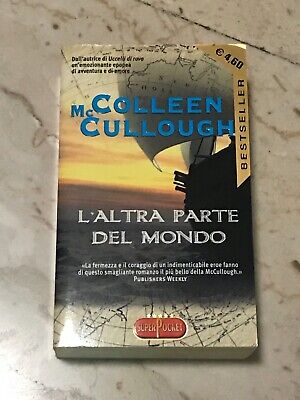 Dall'autrice di Uccelli di rovo
un'emozionante epopea
di avventura e di amore
€ 4,60
BESTSELLER
COLLEEN
McCULLOUGH
L'ALTRA PARTE
DEL MONDO
«La fermezza e il coraggio di un indimenticabile eroe fanno
di questo smagliante romanzo il più bello della McCullough.»
PUBLISHERS WEEKLY
SUPERPOCKET